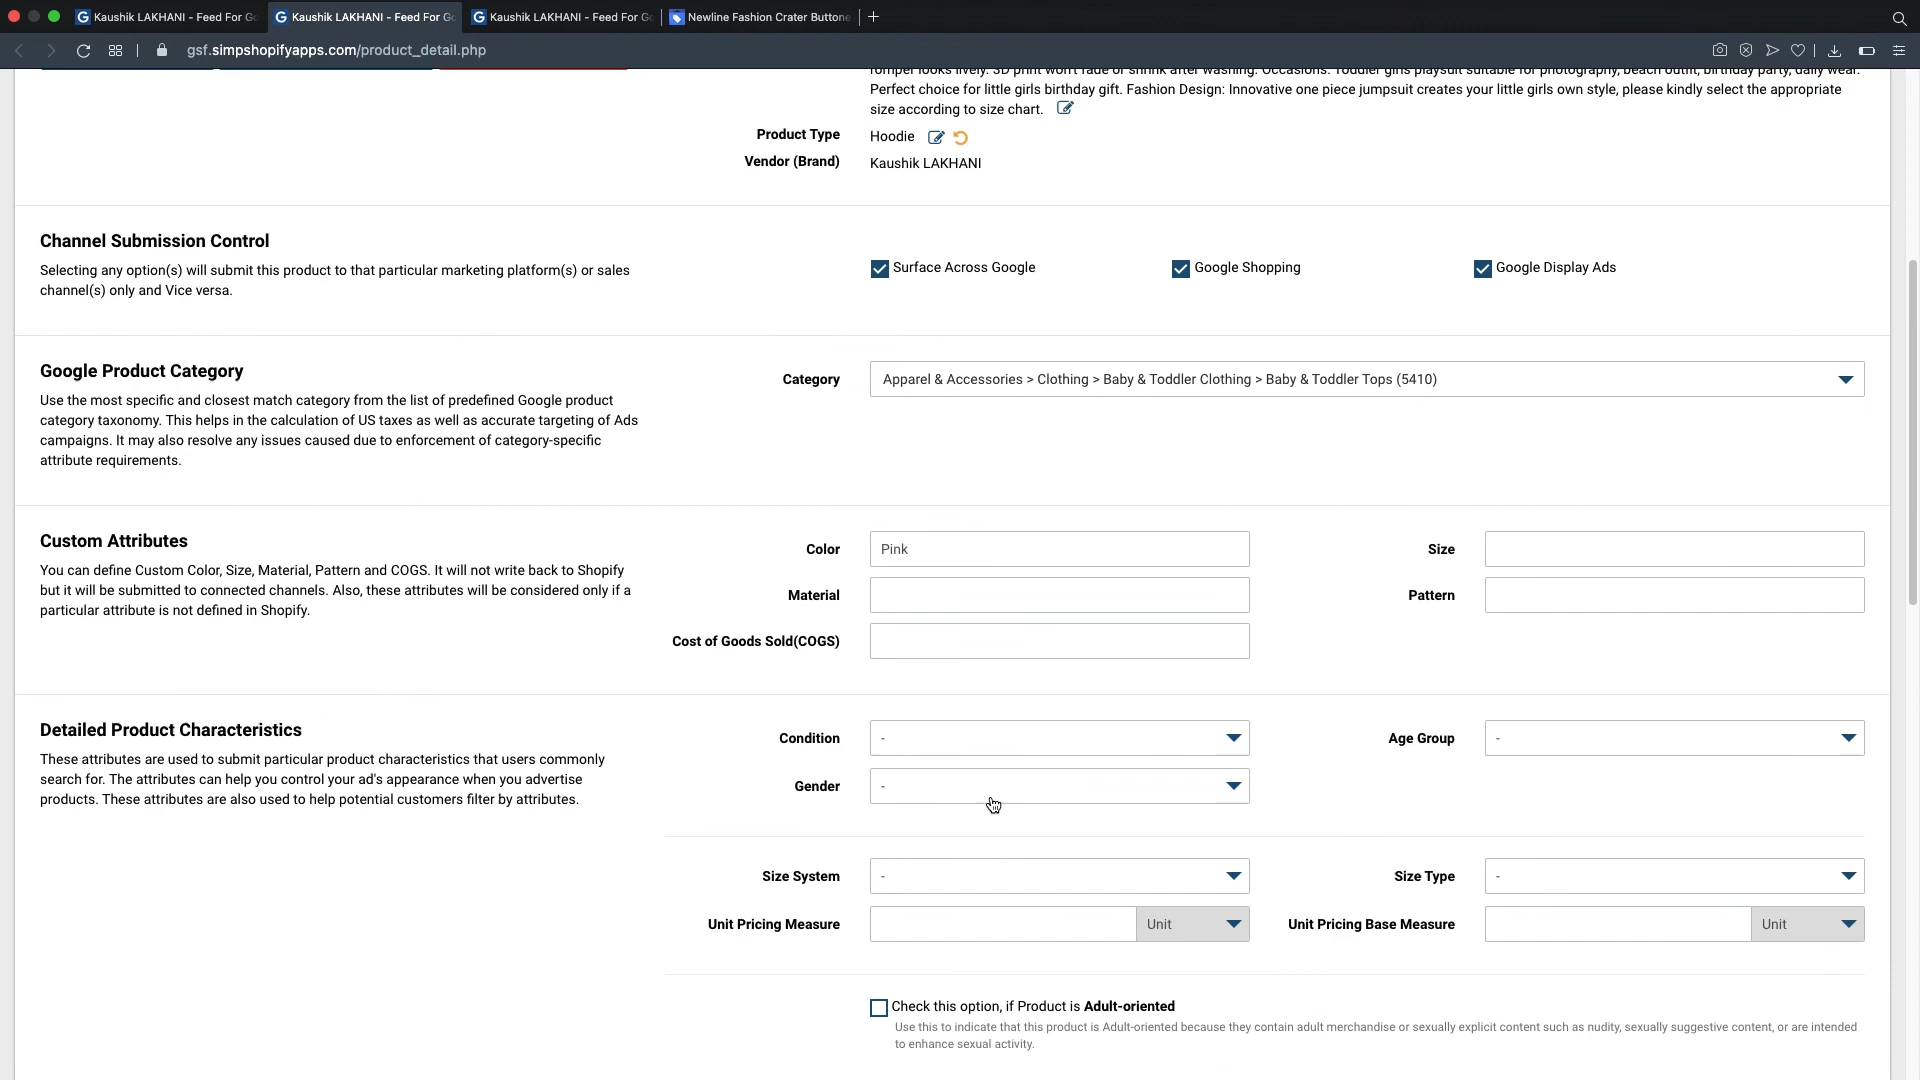 Kaushik LAKHANI - Feed For Go
Kaushik LAKHANI - Feed For Go
Kaushik LAKHANI - Feed For Go
Newline Fashion Crater Buttone
gsf.simpshopifyapps.com/product_detail.php
romper looks lively. 3D print won't fade or shrink after washing. Occasions: Toddler girls playsuit suitable for photography, beach outfit, birthday party, daily wear.
Perfect choice for little girls birthday gift. Fashion Design: Innovative one piece jumpsuit creates your little girls own style, please kindly select the appropriate
size according to size chart.
Product Type Hoodie
Vendor (Brand) Kaushik LAKHANI
Channel Submission Control
Selecting any option(s) will submit this product to that particular marketing platform(s) or sales
channel(s) only and Vice versa.
Surface Across Google Google Shopping Google Display Ads
Google Product Category
Use the most specific and closest match category from the list of predefined Google product
category taxonomy. This helps in the calculation of US taxes as well as accurate targeting of Ads
campaigns. It may also resolve any issues caused due to enforcement of category-specific
attribute requirements.
Category Apparel & Accessories > Clothing > Baby & Toddler Clothing > Baby & Toddler Tops (5410)
Custom Attributes
You can define Custom Color, Size, Material, Pattern and COGS. It will not write back to Shopify
but it will be submitted to connected channels. Also, these attributes will be considered only if a
particular attribute is not defined in Shopify.
Color Pink Size
Material Pattern
Cost of Goods Sold(COGS)
Detailed Product Characteristics
These attributes are used to submit particular product characteristics that users commonly
search for. The attributes can help you control your ad's appearance when you advertise
products. These attributes are also used to help potential customers filter by attributes.
Condition - Age Group -
Gender -
Size System - Size Type -
Unit Pricing Measure Unit Unit Pricing Base Measure Unit
Check this option, if Product is Adult-oriented
Use this to indicate that this product is Adult-oriented because they contain adult merchandise or sexually explicit content such as nudity, sexually suggestive content, or are intended
to enhance sexual activity.